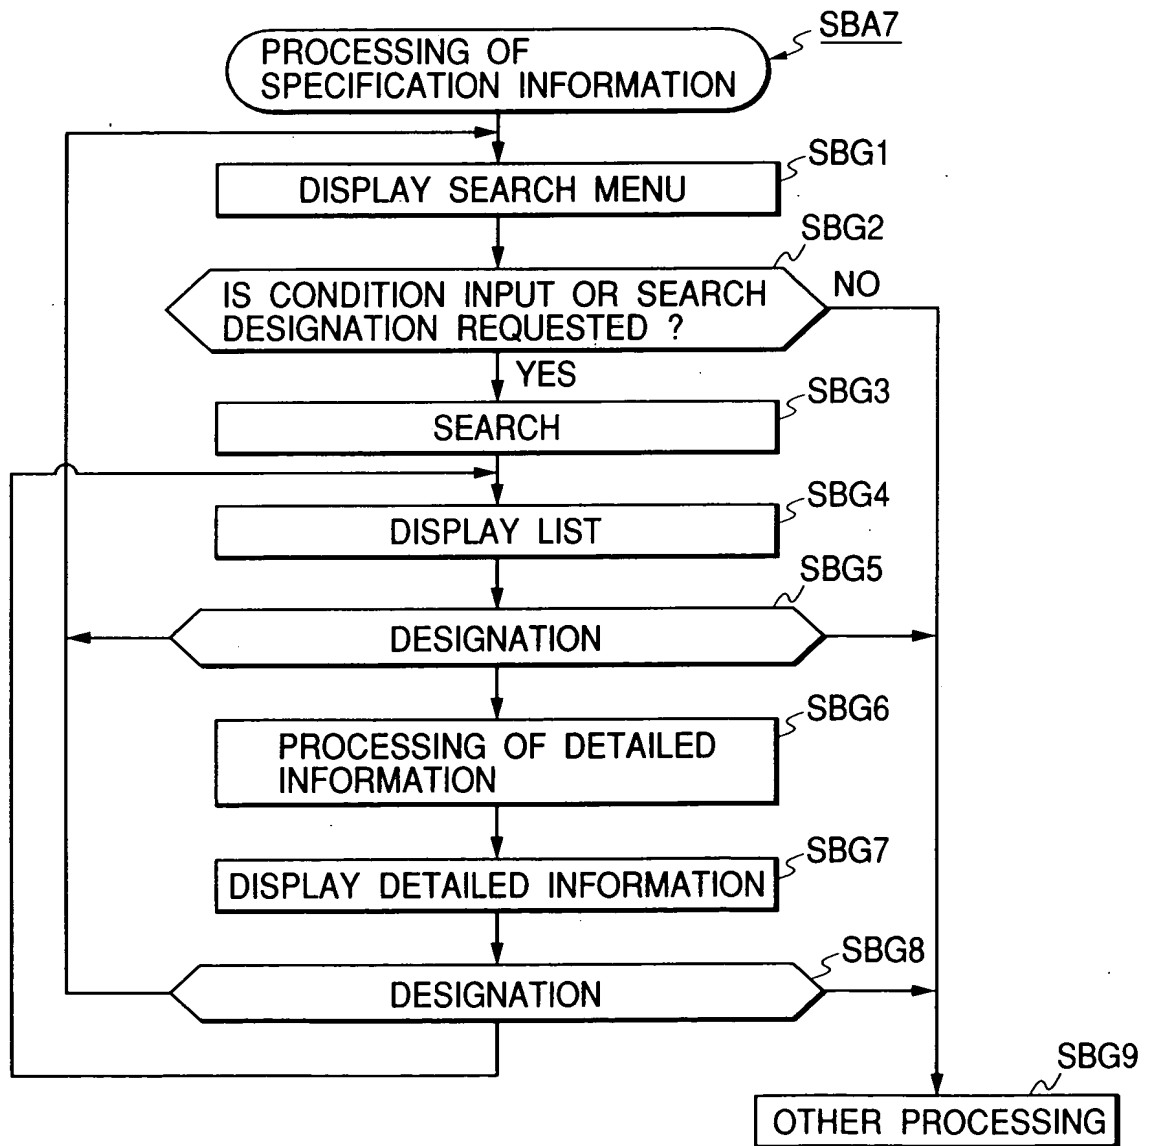 SBA7
PROCESSING OF
SPECIFICATION INFORMATION
SBG1
DISPLAY SEARCH MENU
SBG2
IS CONDITION INPUT OR SEARCH
DESIGNATION REQUESTED ?
NO
YES
SBG3
SEARCH
SBG4
DISPLAY LIST
SBG5
DESIGNATION
SBG6
PROCESSING OF DETAILED
INFORMATION
SBG7
DISPLAY DETAILED INFORMATION
SBG8
DESIGNATION
SBG9
OTHER PROCESSING